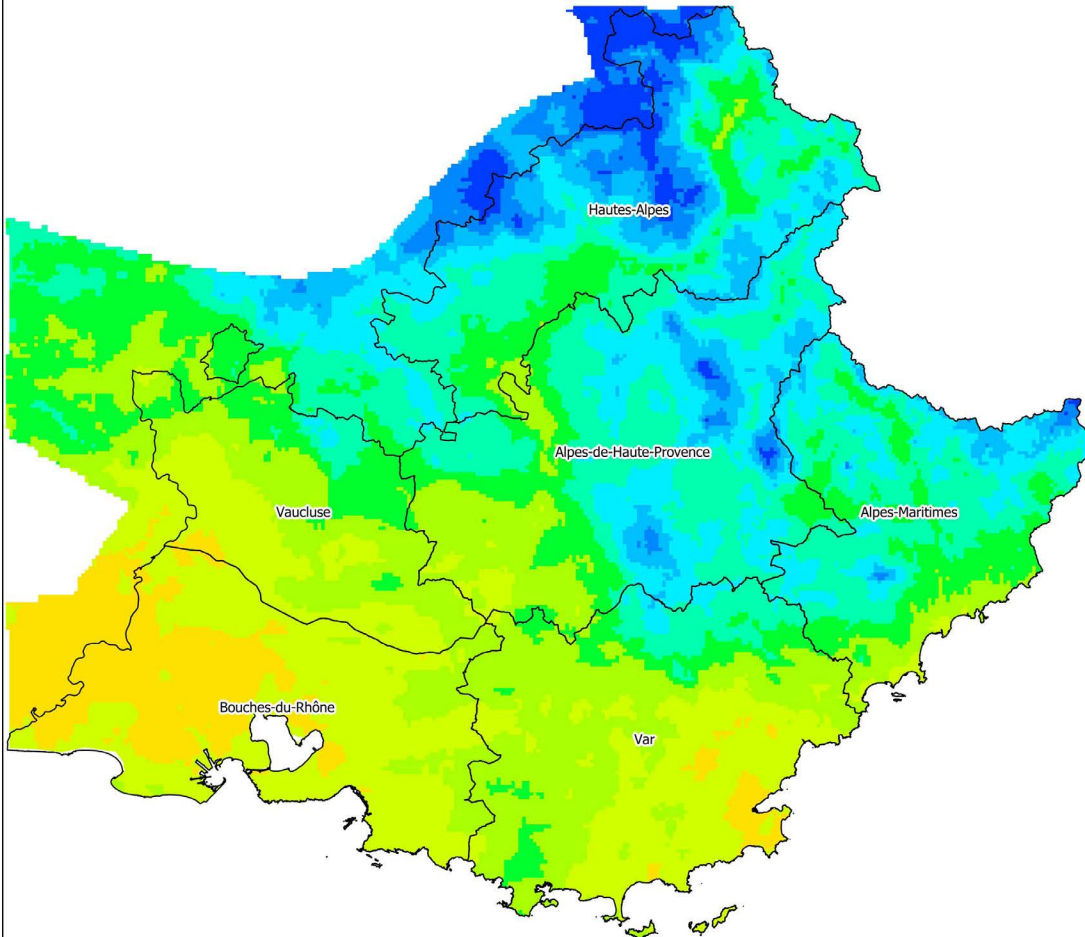 Hautes-Alpes
Alpes-de-Haute-Provence
Vaucluse
Alpes-Maritimes
Bouches-du-Rhône
Var